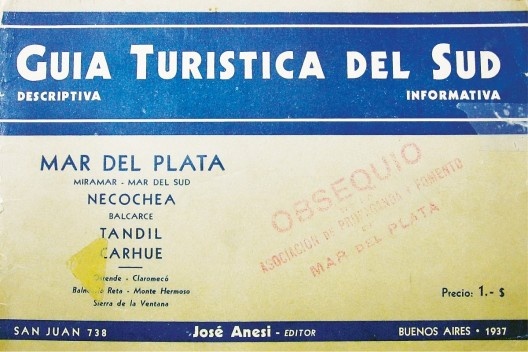 GUIA TURISTICA DEL SUD
DESCRIPTIVA INFORMATIVA
MAR DEL PLATA
MIRAMAR - MAR DEL SUD
NECOCHEA
BALCARCE
TANDIL
CARHUE
Ostende - Claromecó
Balneario Reta - Monte Hermoso
Sierra de la Ventana
OBSEQUIO
ASOCIACION DE PROPAGANDA Y FOMENTO
DE
MAR DEL PLATA
Precio: 1.- $
SAN JUAN 738 José Anesi - EDITOR BUENOS AIRES • 1937